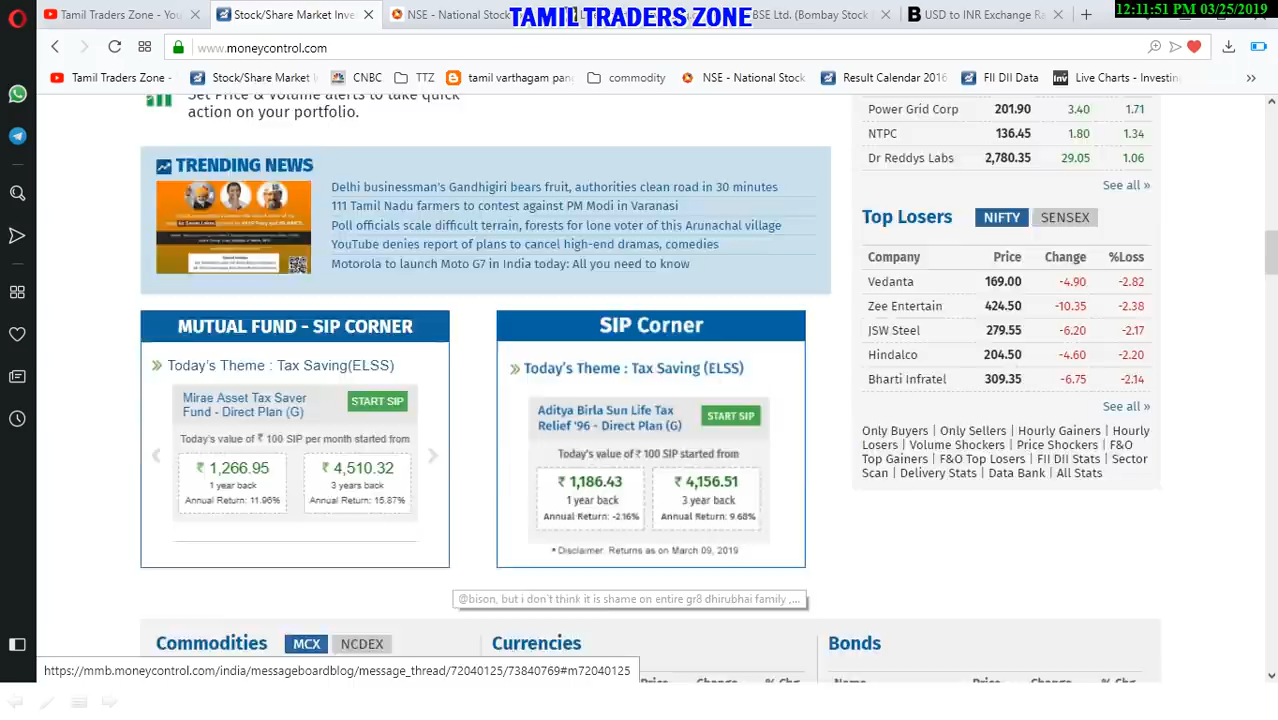 TAMIL TRADERS ZONE
12:11:51 PM 03/25/2019
Tamil Traders Zone - You
Stock/Share Market Inve
NSE - National Stock
BSE Ltd. (Bombay Stock
USD to INR Exchange Ra
www.moneycontrol.com
Tamil Traders Zone -
Stock/Share Market
CNBC
TTZ
tamil varthagam pan
commodity
NSE - National Stock
Result Calendar 2016
FII DII Data
Live Charts - Investin
Set Price & Volume alerts to take quick
action on your portfolio.
TRENDING NEWS
Delhi businessman's Gandhigiri bears fruit, authorities clean road in 30 minutes
111 Tamil Nadu farmers to contest against PM Modi in Varanasi
Poll officials scale difficult terrain, forests for lone voter of this Arunachal village
YouTube denies report of plans to cancel high-end dramas, comedies
Motorola to launch Moto G7 in India today: All you need to know
MUTUAL FUND - SIP CORNER
Today's Theme : Tax Saving(ELSS)
Mirae Asset Tax Saver
Fund - Direct Plan (G)
START SIP
Today's value of ₹ 100 SIP per month started from
₹ 1,266.95
1 year back
Annual Return: 11.96%
₹ 4,510.32
3 years back
Annual Return: 15.87%
SIP Corner
Today's Theme : Tax Saving (ELSS)
Aditya Birla Sun Life Tax
Relief '96 - Direct Plan (G)
START SIP
Today's value of ₹ 100 SIP started from
₹ 1,186.43
1 year back
Annual Return: -2.16%
₹ 4,156.51
3 year back
Annual Return: 9.68%
* Disclaimer: Returns as on March 09, 2019
@bison, but i don't think it is shame on entire gr8 dhirubhai family ,...
Commodities MCX NCDEX
Currencies
Price Change % Chg
Bonds
Name Price Change % Chg
https://mmb.moneycontrol.com/india/messageboardblog/message_thread/72040125/73840769#m72040125
Power Grid Corp 201.90 3.40 1.71
NTPC 136.45 1.80 1.34
Dr Reddys Labs 2,780.35 29.05 1.06
See all »
Top Losers NIFTY SENSEX
Company Price Change %Loss
Vedanta 169.00 -4.90 -2.82
Zee Entertain 424.50 -10.35 -2.38
JSW Steel 279.55 -6.20 -2.17
Hindalco 204.50 -4.60 -2.20
Bharti Infratel 309.35 -6.75 -2.14
See all »
Only Buyers | Only Sellers | Hourly Gainers | Hourly
Losers | Volume Shockers | Price Shockers | F&O
Top Gainers | F&O Top Losers | FII DII Stats | Sector
Scan | Delivery Stats | Data Bank | All Stats